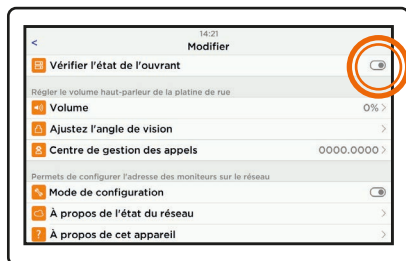 14:21
<
Modifier
Vérifier l'état de l'ouvrant
Régler le volume haut-parleur de la platine de rue
Volume 0% >
Ajustez l'angle de vision >
Centre de gestion des appels 0000.0000 >
Permets de configurer l'adresse des moniteurs sur le réseau
Mode de configuration
À propos de l'état du réseau >
? À propos de cet appareil >